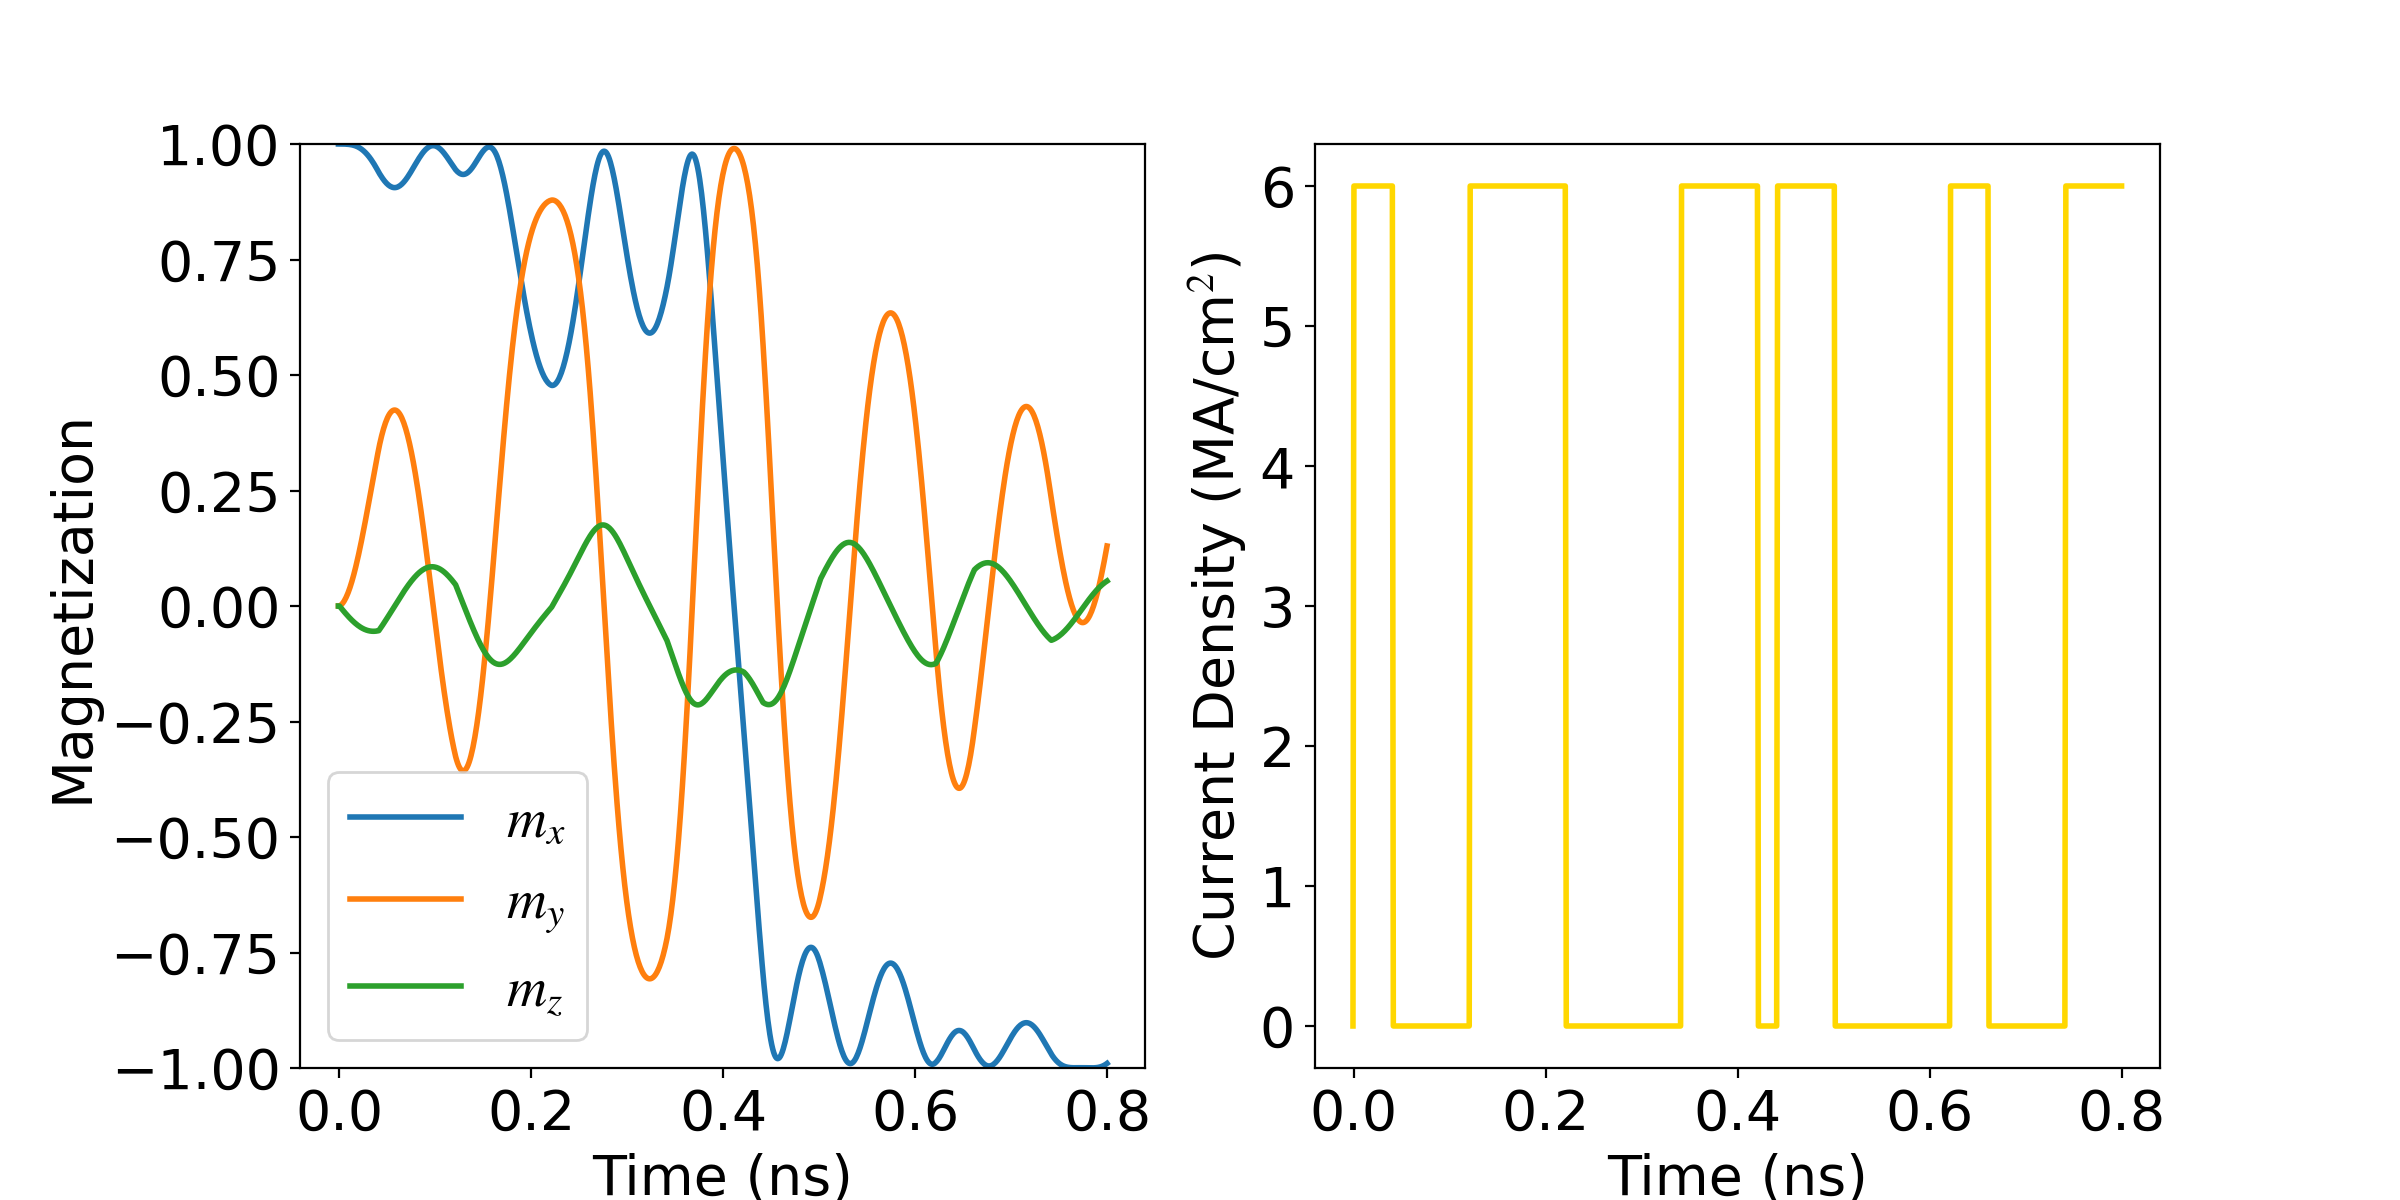 1.00
0.75
0.50
0.25
0.00
−0.25
−0.50
−0.75
−1.00
Magnetization
m_x
m_y
m_z
0.0 0.2 0.4 0.6 0.8
Time (ns)
6
5
4
3
2
1
0
Current Density (MA/cm²)
0.0 0.2 0.4 0.6 0.8
Time (ns)